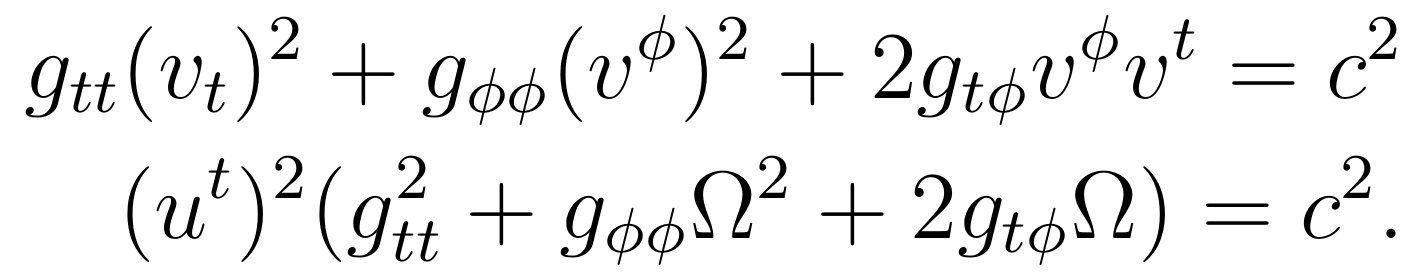 g_{tt}(v_t)^2 + g_{\phi\phi}(v^\phi)^2 + 2g_{t\phi}v^\phi v^t = c^2
(u^t)^2(g_{tt}^2 + g_{\phi\phi}\Omega^2 + 2g_{t\phi}\Omega) = c^2.